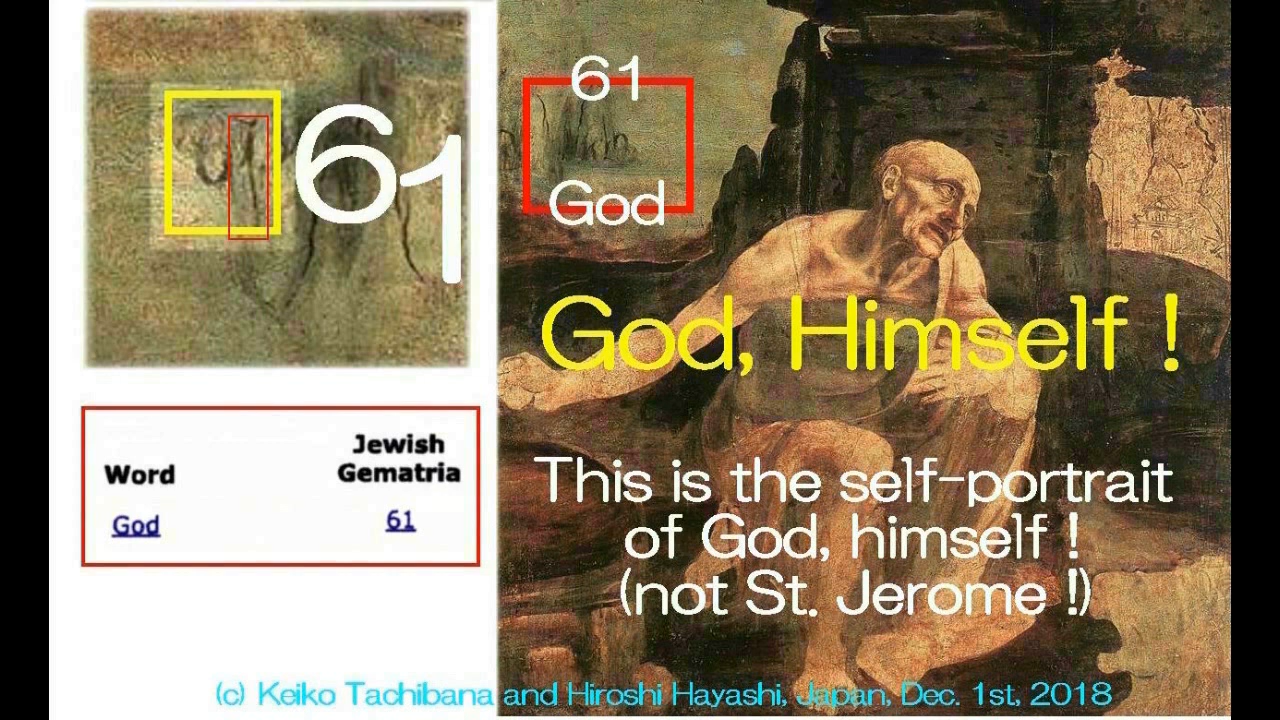 61
61
God
God, Himself !
Word
Jewish
Gematria
God
61
This is the self-portrait
of God, himself !
(not St. Jerome !)
(c) Keiko Tachibana and Hiroshi Hayashi, Japan, Dec. 1st, 2018